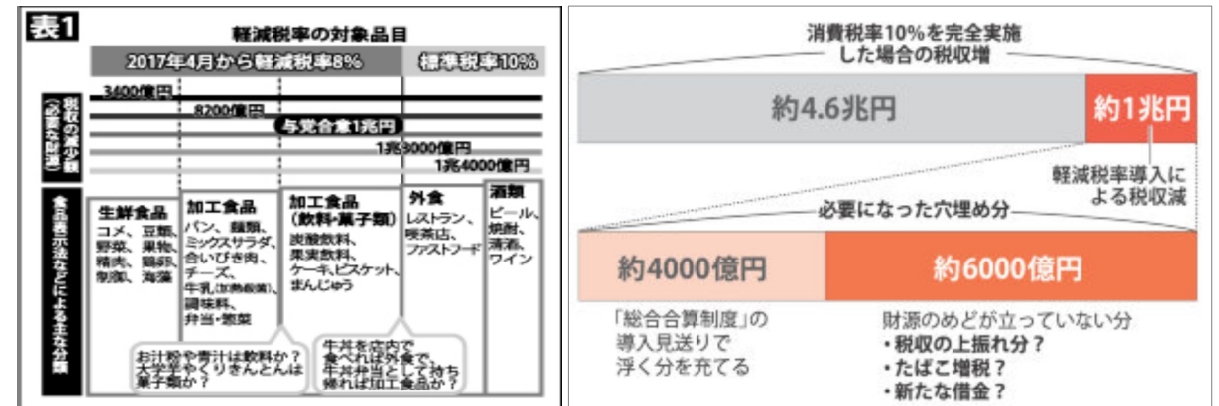 表1
軽減税率の対象品目
2017年4月から軽減税率8%
標準税率10%
税収の減少額
(必要な財源)
3400億円
8200億円
与党合意1兆円
1兆3000億円
1兆4000億円
食品表示法などによる主な分類
生鮮食品
コメ、豆類、
野菜、果物、
精肉、鶏卵、
海藻
加工食品
パン、麺類、
ミックスサラダ、
合いびき肉、
チーズ、
牛乳(加熱殺菌)、
調味料、
弁当・惣菜
加工食品
(飲料・菓子類)
炭酸飲料、
果実飲料、
ケーキ、ビスケット、
まんじゅう
外食
レストラン、
喫茶店、
ファストフード
酒類
ビール、
焼酎、
清酒、
ワイン
お汁粉や青汁は飲料か?
大学芋やくりきんとんは
菓子類か?
牛丼を店内で
食べれば外食で、
牛丼弁当として持ち
帰れば加工食品か?
消費税率10%を完全実施
した場合の税収増
約4.6兆円
約1兆円
軽減税率導入に
よる税収減
必要になった穴埋め分
約4000億円
約6000億円
「総合合算制度」の
導入見送りで
浮く分を充てる
財源のめどが立っていない分
・税収の上振れ分?
・たばこ増税?
・新たな借金?